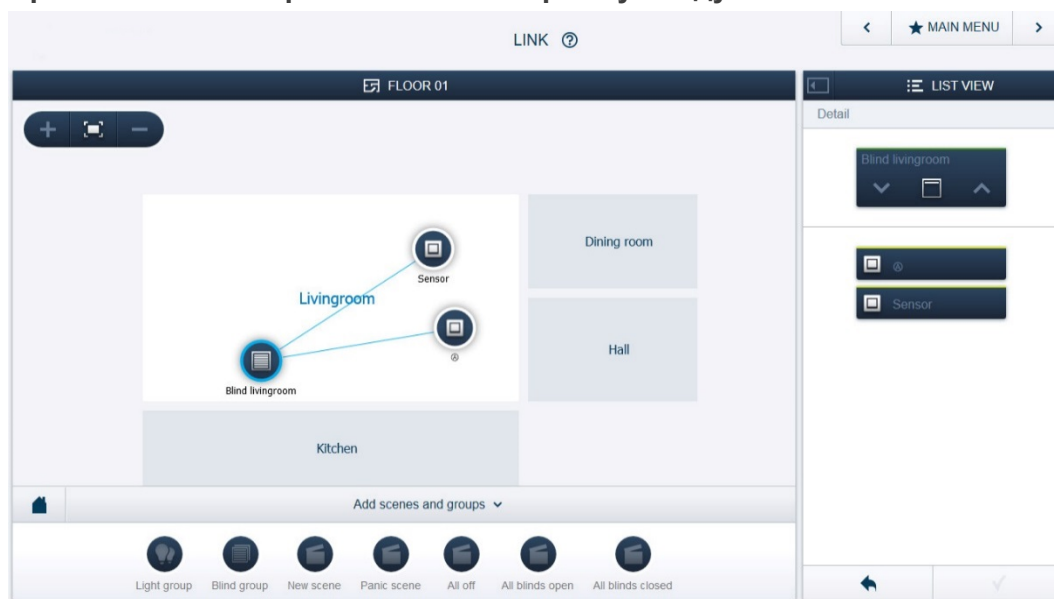 LINK ?
MAIN MENU
FLOOR 01
LIST VIEW
Detail
Blind livingroom
Dining room
Sensor
Livingroom
Ⓐ
Hall
Blind livingroom
Kitchen
Ⓐ
Sensor
Add scenes and groups
Light group
Blind group
New scene
Panic scene
All off
All blinds open
All blinds closed